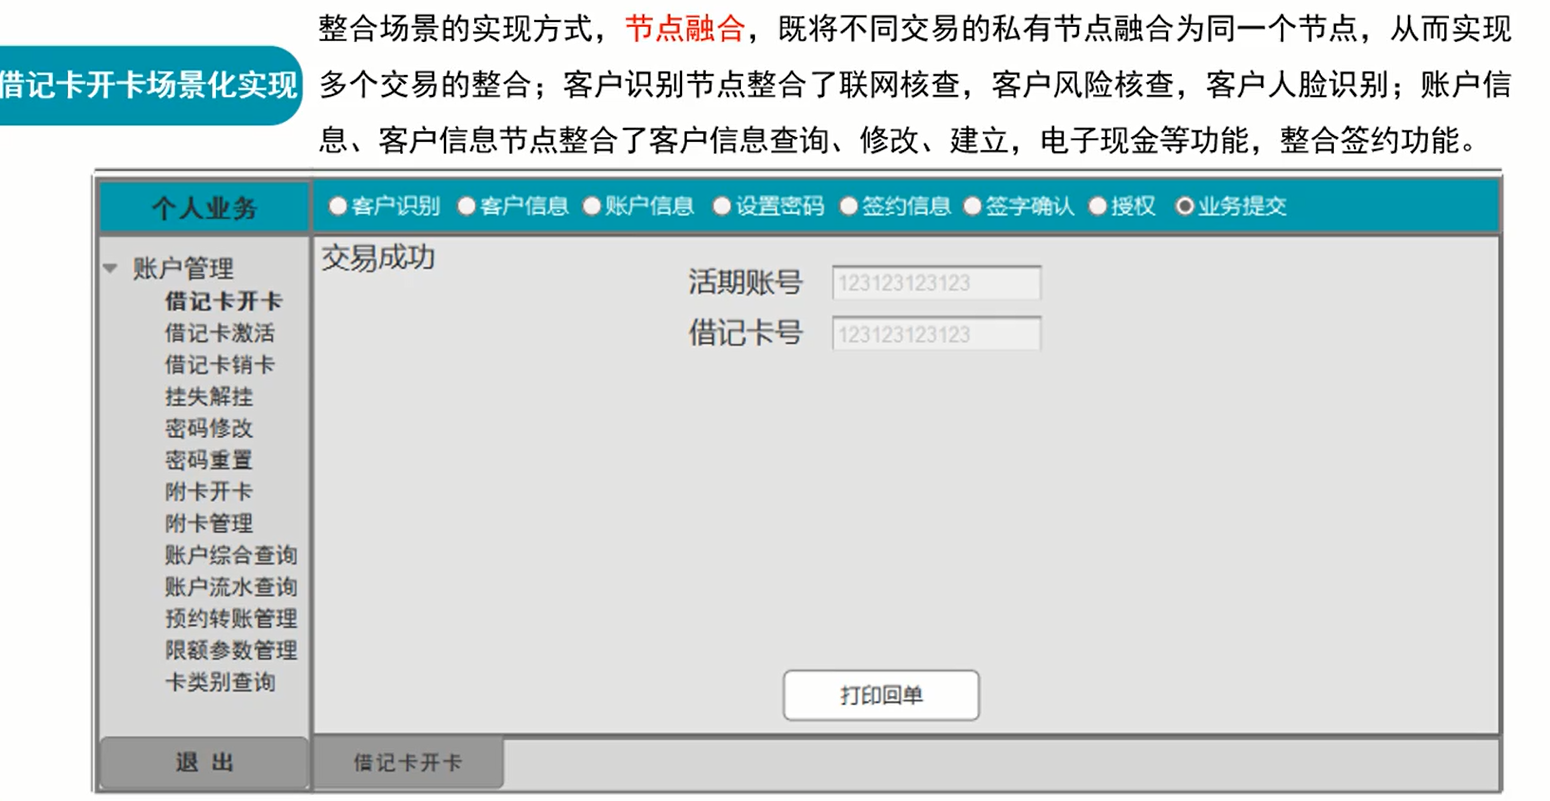 整合场景的实现方式，节点融合，既将不同交易的私有节点融合为同一个节点，从而实现
借记卡开卡场景化实现
多个交易的整合；客户识别节点整合了联网核查，客户风险核查，客户人脸识别；账户信
息、客户信息节点整合了客户信息查询、修改、建立，电子现金等功能，整合签约功能。
个人业务
客户识别 客户信息 账户信息 设置密码 签约信息 签字确认 授权 业务提交
账户管理
借记卡开卡
借记卡激活
借记卡销卡
挂失解挂
密码修改
密码重置
附卡开卡
附卡管理
账户综合查询
账户流水查询
预约转账管理
限额参数管理
卡类别查询
退 出
交易成功
活期账号 123123123123
借记卡号 123123123123
打印回单
借记卡开卡